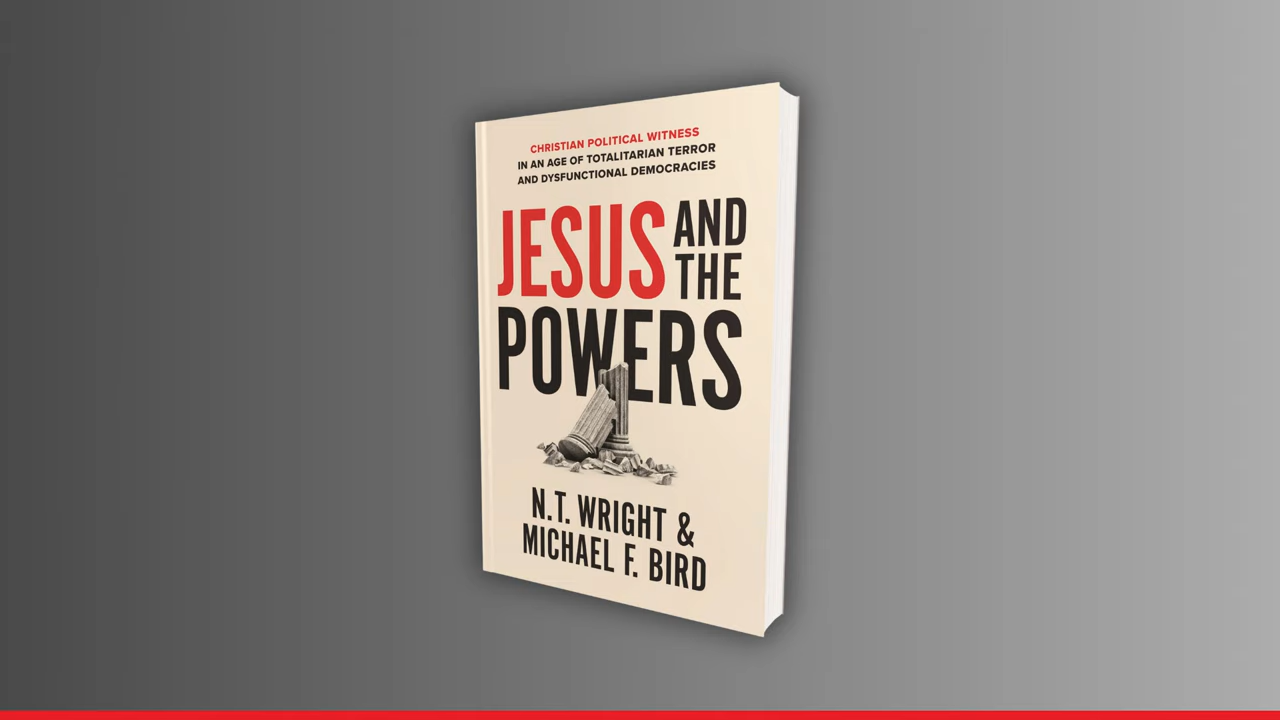 CHRISTIAN POLITICAL WITNESS
IN AN AGE OF TOTALITARIAN TERROR
AND DYSFUNCTIONAL DEMOCRACIES
JESUS AND
THE
POWERS
N.T. WRIGHT &
MICHAEL F. BIRD